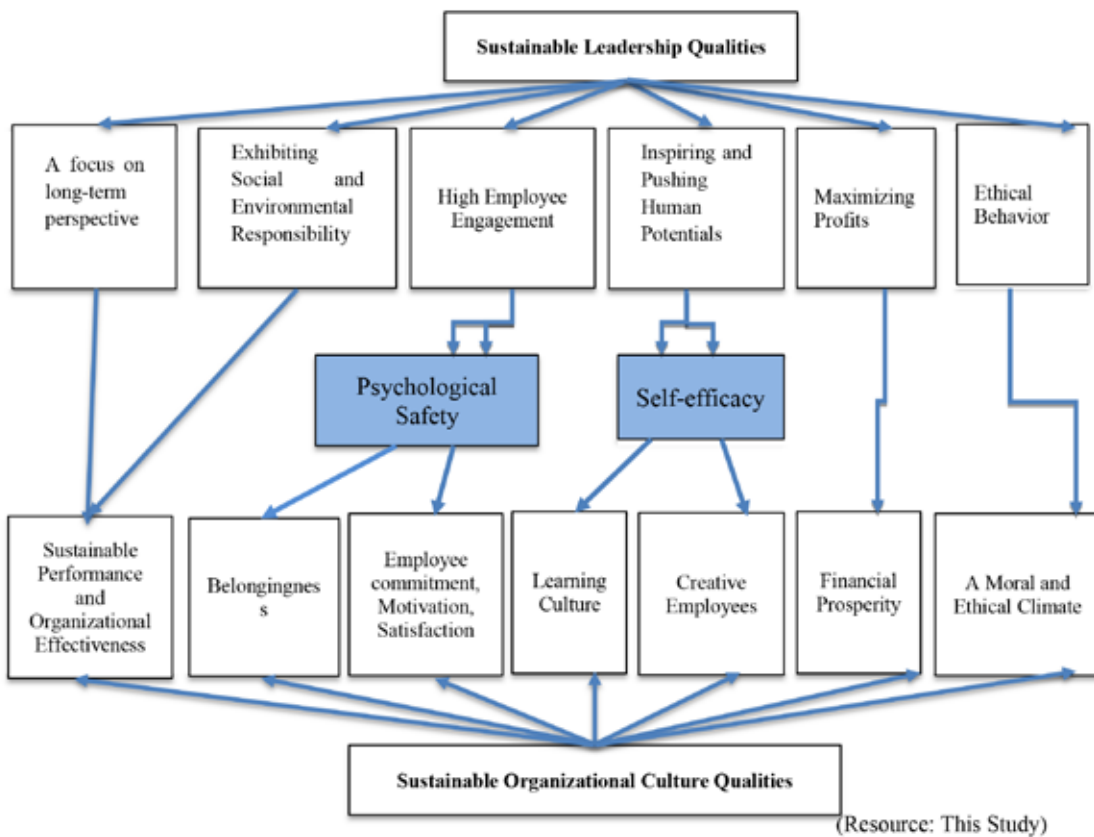 Sustainable Leadership Qualities
A focus on
long-term
perspective
Exhibiting
Social and
Environmental
Responsibility
High Employee
Engagement
Inspiring and
Pushing
Human
Potentials
Maximizing
Profits
Ethical
Behavior
Psychological
Safety
Self-efficacy
Sustainable
Performance
and
Organizational
Effectiveness
Belongingnes
s
Employee
commitment,
Motivation,
Satisfaction
Learning
Culture
Creative
Employees
Financial
Prosperity
A Moral and
Ethical Climate
Sustainable Organizational Culture Qualities
(Resource: This Study)